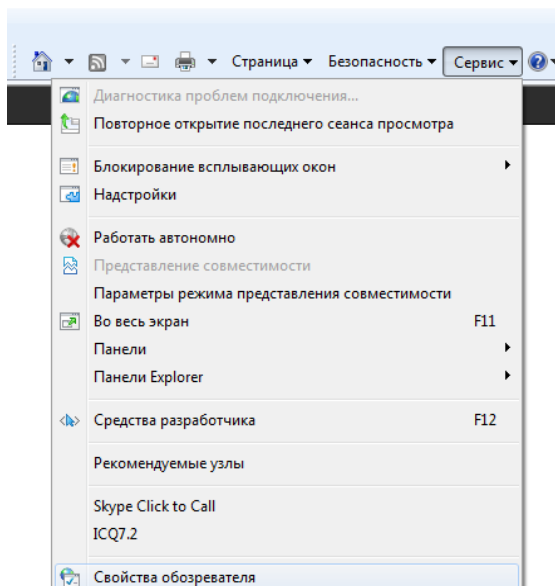 Страница Безопасность Сервис
Диагностика проблем подключения...
Повторное открытие последнего сеанса просмотра
Блокирование всплывающих окон
Надстройки
Работать автономно
Представление совместимости
Параметры режима представления совместимости
Во весь экран F11
Панели
Панели Explorer
Средства разработчика F12
Рекомендуемые узлы
Skype Click to Call
ICQ7.2
Свойства обозревателя